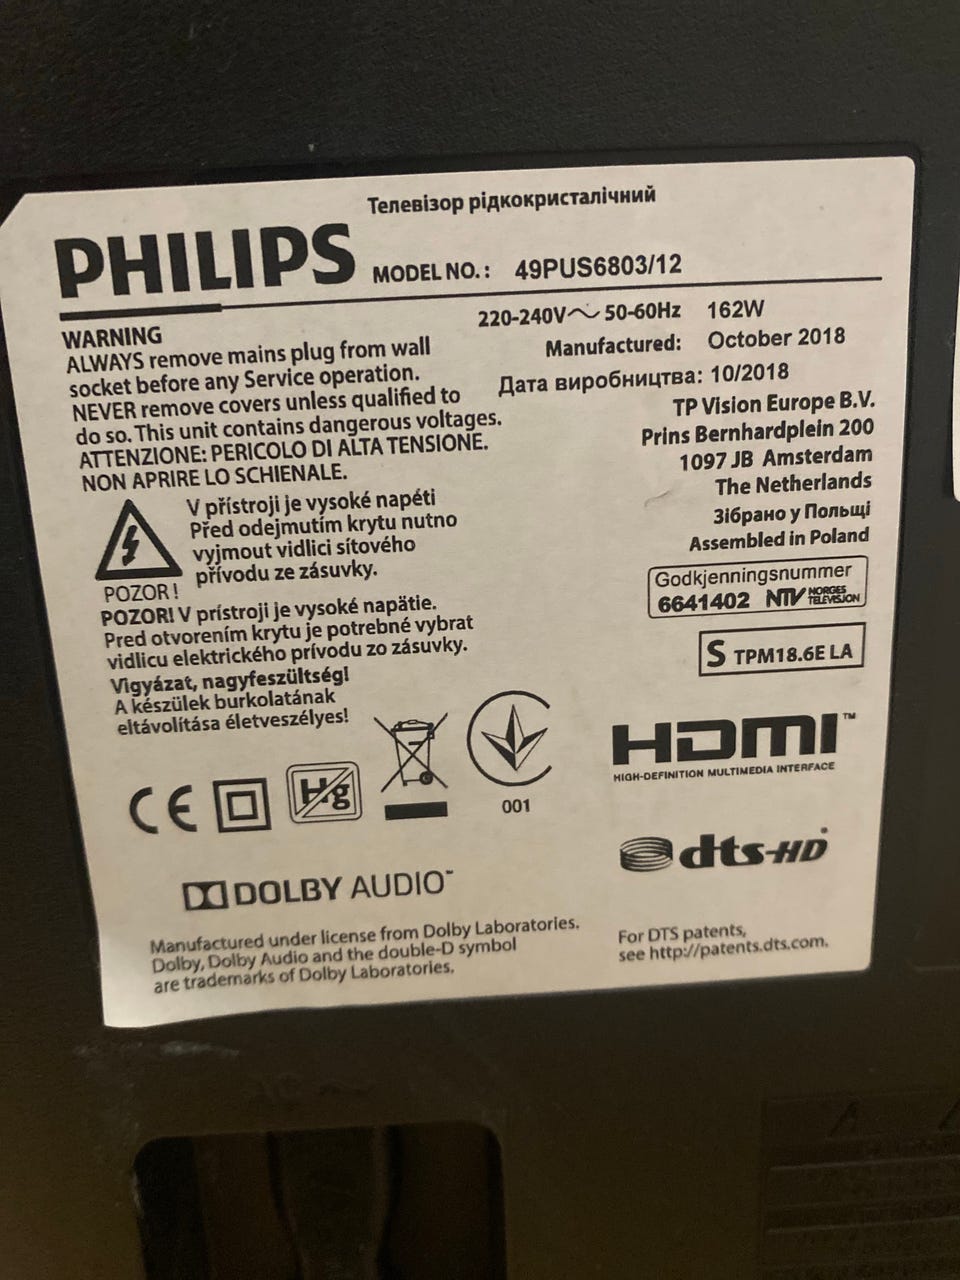 Телевізор рідкокристалічний
PHILIPS
MODEL NO.: 49PUS6803/12
220-240V~ 50-60Hz 162W
Manufactured: October 2018
Дата виробництва: 10/2018
TP Vision Europe B.V.
Prins Bernhardplein 200
1097 JB Amsterdam
The Netherlands
Зібрано у Польщі
Assembled in Poland
WARNING
ALWAYS remove mains plug from wall
socket before any Service operation.
NEVER remove covers unless qualified to
do so. This unit contains dangerous voltages.
ATTENZIONE: PERICOLO DI ALTA TENSIONE.
NON APRIRE LO SCHIENALE.
V přístroji je vysoké napéti
Před odejmutím krytu nutno
vyjmout vidlici sítového
přívodu ze zásuvky.
POZOR!
POZOR! V prístroji je vysoké napätie.
Pred otvorením krytu je potrebné vybrat
vidlicu elektrického prívodu zo zásuvky.
Vigyázat, nagyfeszültség!
A készülek burkolatának
eltávolítása életveszélyes!
Godkjenningsnummer
6641402 NTV NORGES
TELEVISJON
S TPM18.6E LA
CE
Hg
001
HDMI™
HIGH-DEFINITION MULTIMEDIA INTERFACE
dts-HD
DOLBY AUDIO™
Manufactured under license from Dolby Laboratories.
Dolby, Dolby Audio and the double-D symbol
are trademarks of Dolby Laboratories.
For DTS patents,
see http://patents.dts.com.